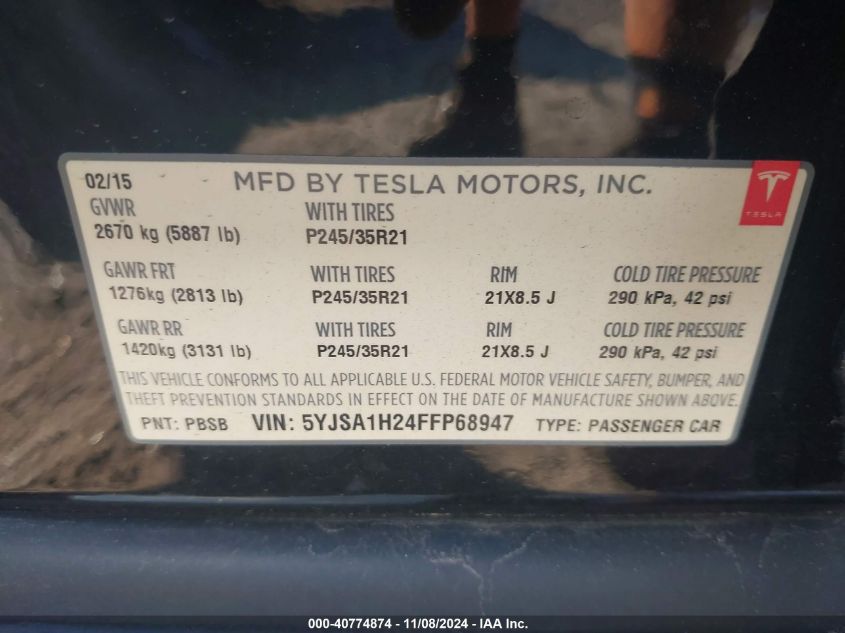 02/15 MFD BY TESLA MOTORS, INC.
TESLA
GVWR WITH TIRES
2670 kg (5887 lb) P245/35R21
GAWR FRT WITH TIRES RIM COLD TIRE PRESSURE
1276kg (2813 lb) P245/35R21 21X8.5 J 290 kPa, 42 psi
GAWR RR WITH TIRES RIM COLD TIRE PRESSURE
1420kg (3131 lb) P245/35R21 21X8.5 J 290 kPa, 42 psi
THIS VEHICLE CONFORMS TO ALL APPLICABLE U.S. FEDERAL MOTOR VEHICLE SAFETY, BUMPER, AND
THEFT PREVENTION STANDARDS IN EFFECT ON THE DATE OF MANUFACTURE SHOWN ABOVE.
PNT: PBSB VIN: 5YJSA1H24FFP68947 TYPE: PASSENGER CAR
000-40774874 - 11/08/2024 - IAA Inc.